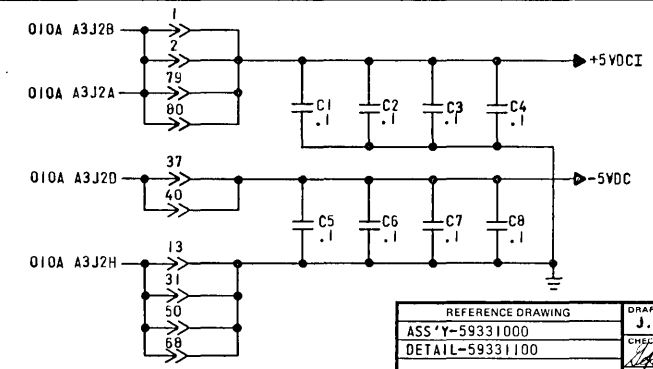 1
010A A3J2B
2
79
+5VDCI
010A A3J2A
80
C1 .1
C2 .1
C3 .1
C4 .1
37
010A A3J2D
-5VDC
40
C5 .1
C6 .1
C7 .1
C8 .1
13
010A A3J2H
31
50
68
REFERENCE DRAWING
DRAF
ASS'Y-59331000
J.
DETAIL-59331100
CHEC